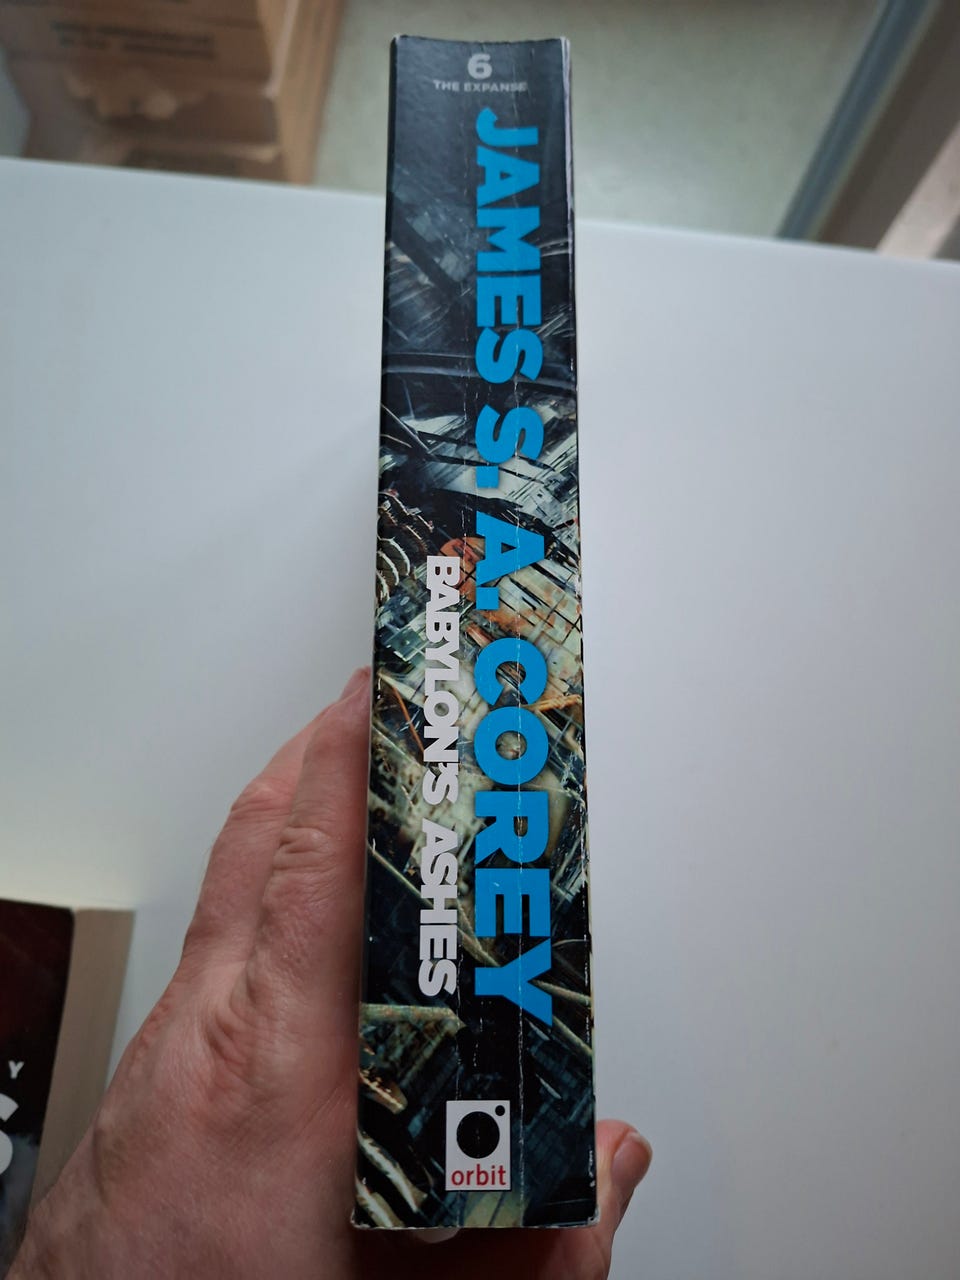 6
THE EXPANSE
JAMES S. A. COREY
BABYLON'S ASHES
orbit
Y
S